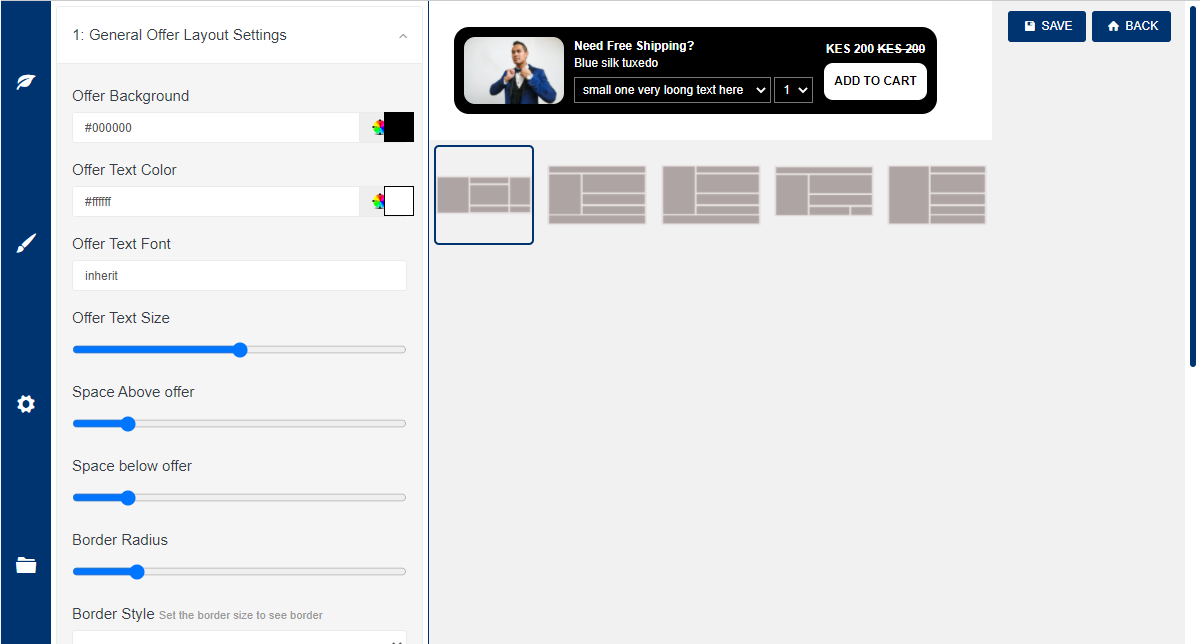 1: General Offer Layout Settings
Offer Background
#000000
Offer Text Color
#ffffff
Offer Text Font
inherit
Offer Text Size
Space Above offer
Space below offer
Border Radius
Border Style Set the border size to see border
Need Free Shipping?
Blue silk tuxedo
small one very loong text here
1
KES 200 KES 200
ADD TO CART
SAVE
BACK